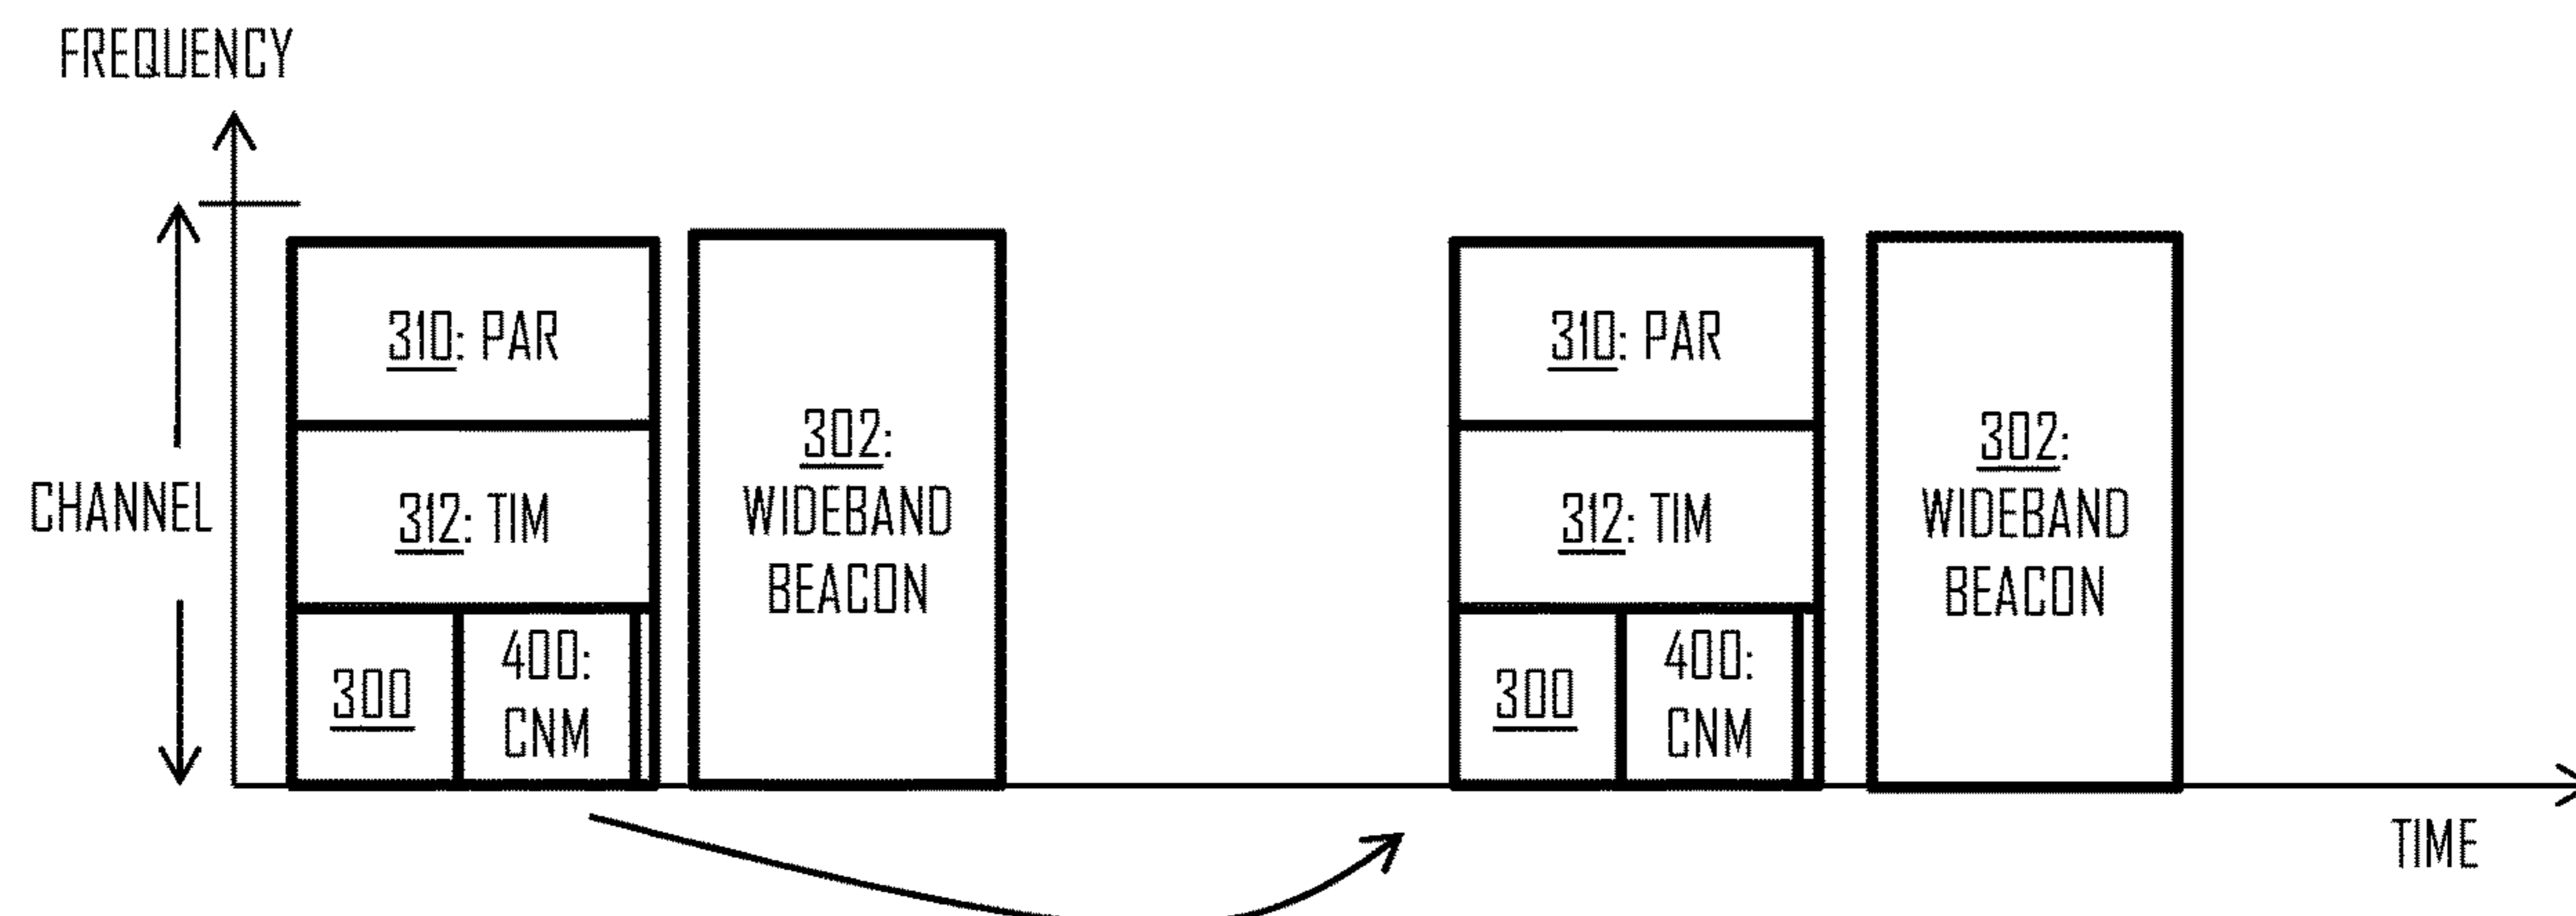 FREQUENCY
CHANNEL
310: PAR
312: TIM
300
400:
CNM
302:
WIDEBAND
BEACON
310: PAR
312: TIM
300
400:
CNM
302:
WIDEBAND
BEACON
TIME